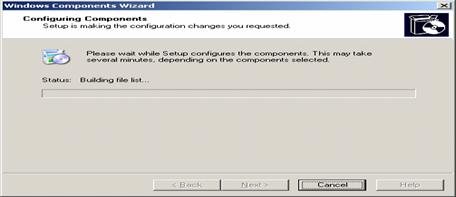 Windows Components Wizard
Configuring Components
Setup is making the configuration changes you requested.
Please wait while Setup configures the components. This may take
several minutes, depending on the components selected.
Status: Building file list...
< Back Next > Cancel Help